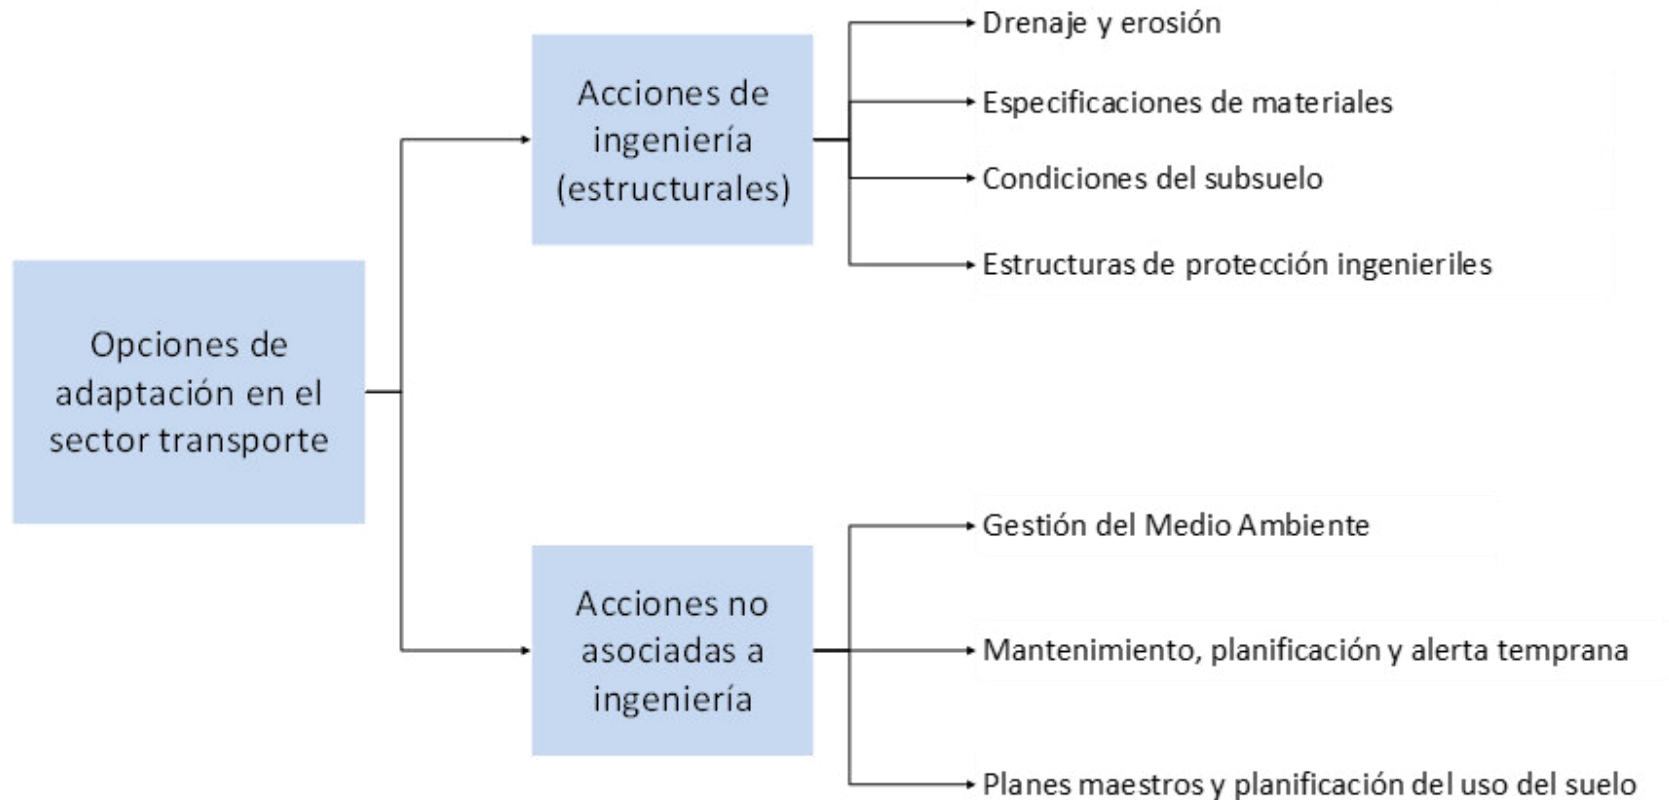 Opciones de
adaptación en el
sector transporte
Acciones de
ingeniería
(estructurales)
Drenaje y erosión
Especificaciones de materiales
Condiciones del subsuelo
Estructuras de protección ingenieriles
Acciones no
asociadas a
ingeniería
Gestión del Medio Ambiente
Mantenimiento, planificación y alerta temprana
Planes maestros y planificación del uso del suelo